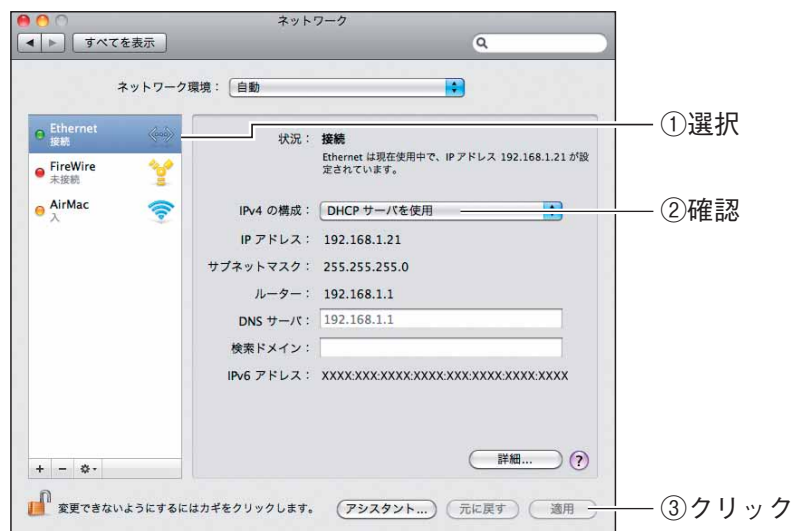 ネットワーク
すべてを表示
ネットワーク環境： 自動
Ethernet
接続
FireWire
未接続
AirMac
入
状況： 接続
Ethernet は現在使用中で、IP アドレス 192.168.1.21 が設
定されています。
IPv4 の構成： DHCP サーバを使用
IP アドレス： 192.168.1.21
サブネットマスク： 255.255.255.0
ルーター： 192.168.1.1
DNS サーバ： 192.168.1.1
検索ドメイン：
IPv6 アドレス： XXXX:XXX:XXXX:XXXX:XXX:XXXX:XXXX:XXXX
詳細... ?
+ −
変更できないようにするにはカギをクリックします。 アシスタント... 元に戻す 適用
①選択
②確認
③クリック